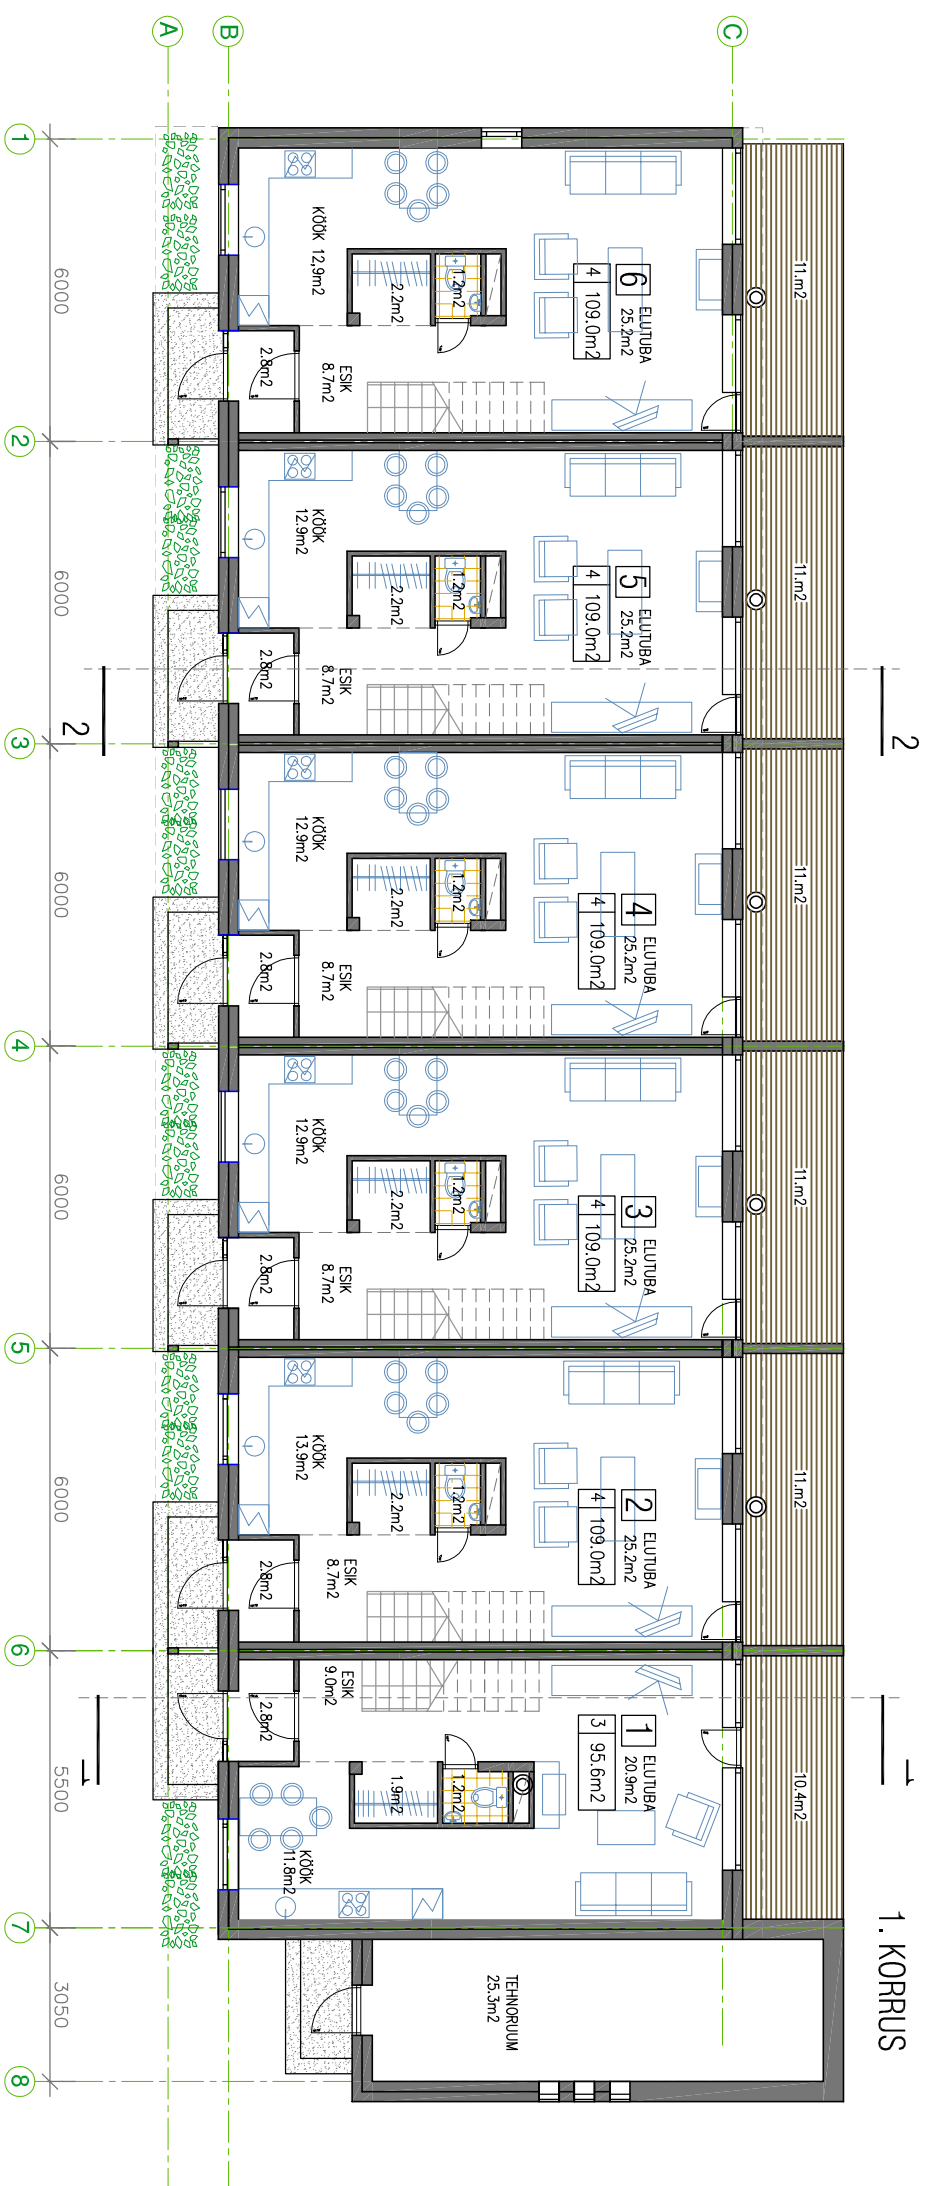 1. KORRUS
A
B
C
1
2
3
4
5
6
7
8
6000
6000
6000
6000
6000
5500
3050
2
2
1
1
11.m2
6
ELUTUBA
25.2m2
4
109.0m2
KÖÖK 12,9m2
1.2m2
2.2m2
ESIK
8.7m2
2.8m2
11.m2
5
ELUTUBA
25.2m2
4
109.0m2
KÖÖK
12.9m2
1.2m2
2.2m2
ESIK
8.7m2
2.8m2
11.m2
4
ELUTUBA
25.2m2
4
109.0m2
KÖÖK
12.9m2
1.2m2
2.2m2
ESIK
8.7m2
2.8m2
11.m2
3
ELUTUBA
25.2m2
4
109.0m2
KÖÖK
12.9m2
1.2m2
2.2m2
ESIK
8.7m2
2.8m2
11.m2
2
ELUTUBA
25.2m2
4
109.0m2
KÖÖK
13.9m2
1.2m2
2.2m2
ESIK
8.7m2
2.8m2
10.4m2
1
ELUTUBA
20.9m2
3
95.6m2
ESIK
9.0m2
2.8m2
1.2m2
1.9m2
KÖÖK
11.8m2
TEHNORUUM
25.3m2